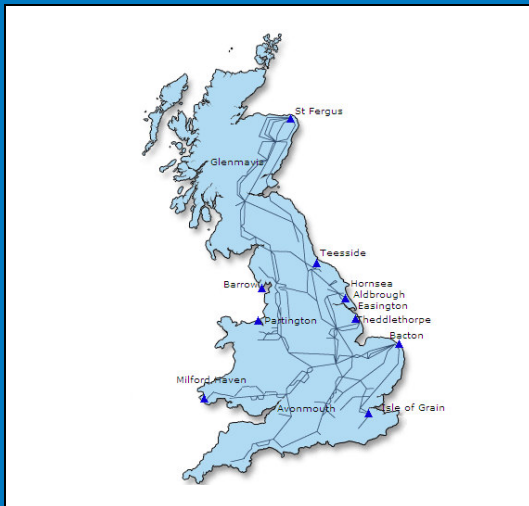 St Fergus
Glenmavis
Teesside
Barrow
Hornsea
Aldbrough
Easington
Partington
Theddlethorpe
Bacton
Milford Haven
Avonmouth
Isle of Grain